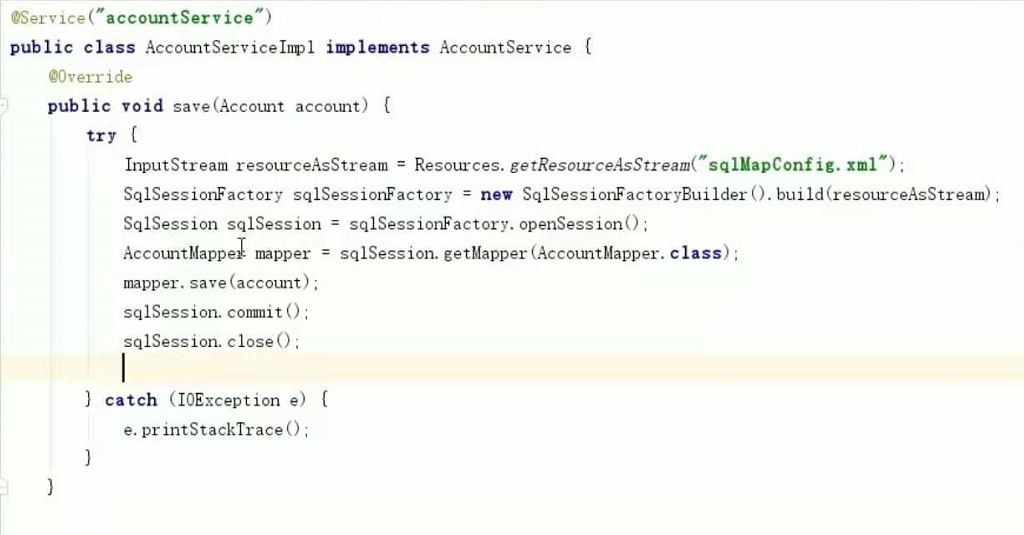 @Service("accountService")
public class AccountServiceImpl implements AccountService {
@Override
public void save(Account account) {
try {
InputStream resourceAsStream = Resources.getResourceAsStream("sqlMapConfig.xml");
SqlSessionFactory sqlSessionFactory = new SqlSessionFactoryBuilder().build(resourceAsStream);
SqlSession sqlSession = sqlSessionFactory.openSession();
AccountMapper mapper = sqlSession.getMapper(AccountMapper.class);
mapper.save(account);
sqlSession.commit();
sqlSession.close();
} catch (IOException e) {
e.printStackTrace();
}
}